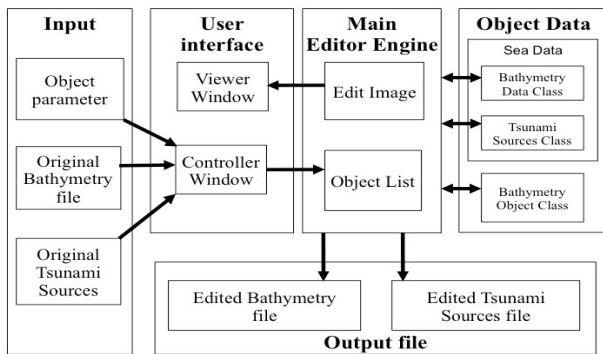 Input
Object
parameter
Original
Bathymetry
file
Original
Tsunami
Sources
User
interface
Viewer
Window
Controller
Window
Main
Editor Engine
Edit Image
Object List
Object Data
Sea Data
Bathymetry
Data Class
Tsunami
Sources Class
Bathymetry
Object Class
Edited Bathymetry
file
Edited Tsunami
Sources file
Output file